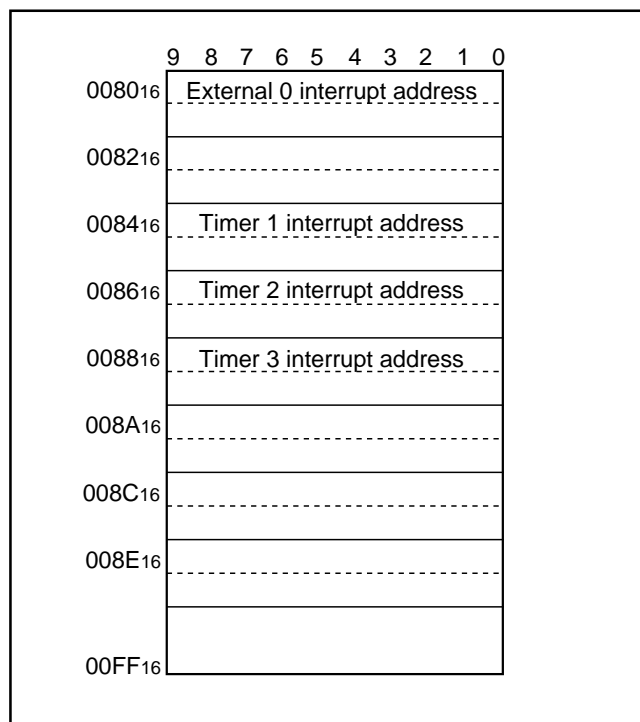 9 8 7 6 5 4 3 2 1 0
008016 External 0 interrupt address
008216
008416 Timer 1 interrupt address
008616 Timer 2 interrupt address
008816 Timer 3 interrupt address
008A16
008C16
008E16
00FF16